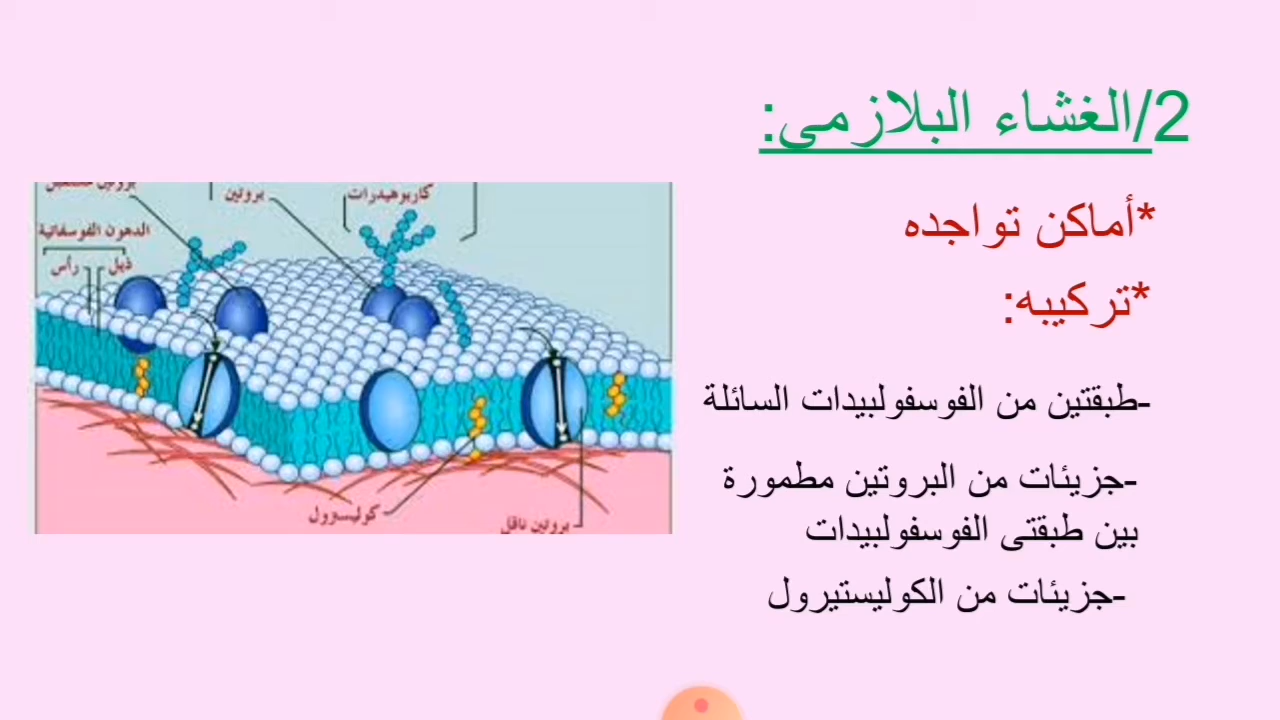 2/الغشاء البلازمى:
*أماكن تواجده
*تركيبه:
-طبقتين من الفوسفولبيدات السائلة
-جزيئات من البروتين مطمورة
بين طبقتى الفوسفولبيدات
-جزيئات من الكوليستيرول
كاربوهيدرات
بروتين
الدهون الفوسفاتية
ذيل
رأس
كوليسترول
بروتين ناقل